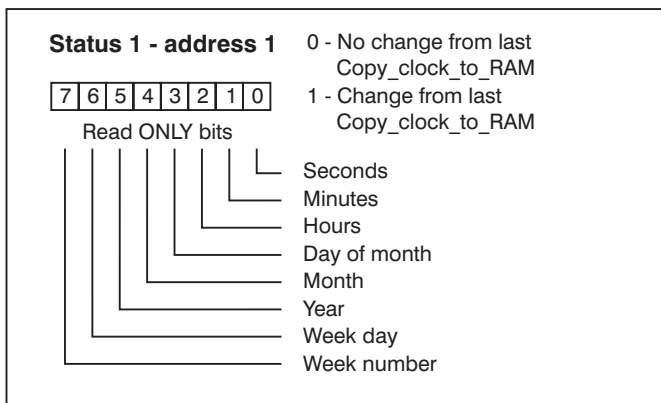 Status 1 - address 1
0 - No change from last
Copy_clock_to_RAM
1 - Change from last
Copy_clock_to_RAM
7 6 5 4 3 2 1 0
Read ONLY bits
Seconds
Minutes
Hours
Day of month
Month
Year
Week day
Week number